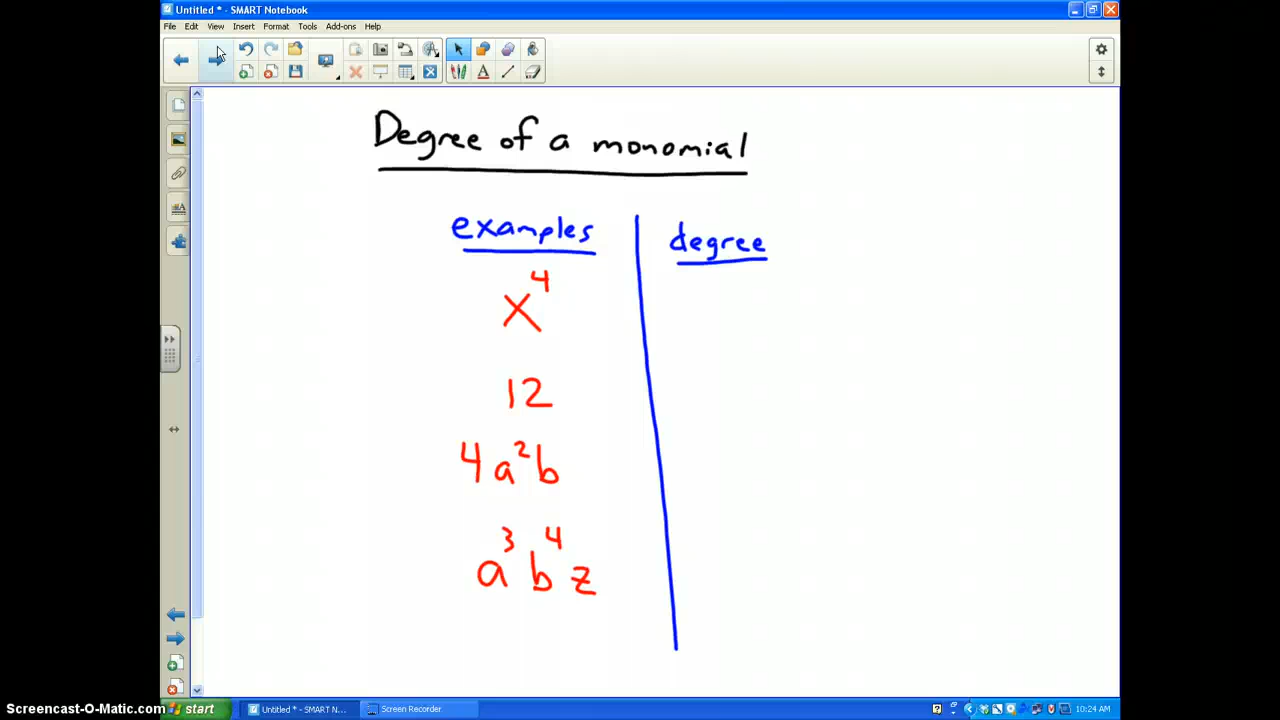 Untitled * - SMART Notebook
File Edit View Insert Format Tools Add-ons Help
Degree of a monomial
examples degree
x⁴
12
4a²b
a³b⁴z
Screencast-O-Matic.com start Untitled * - SMART N... Screen Recorder 10:24 AM